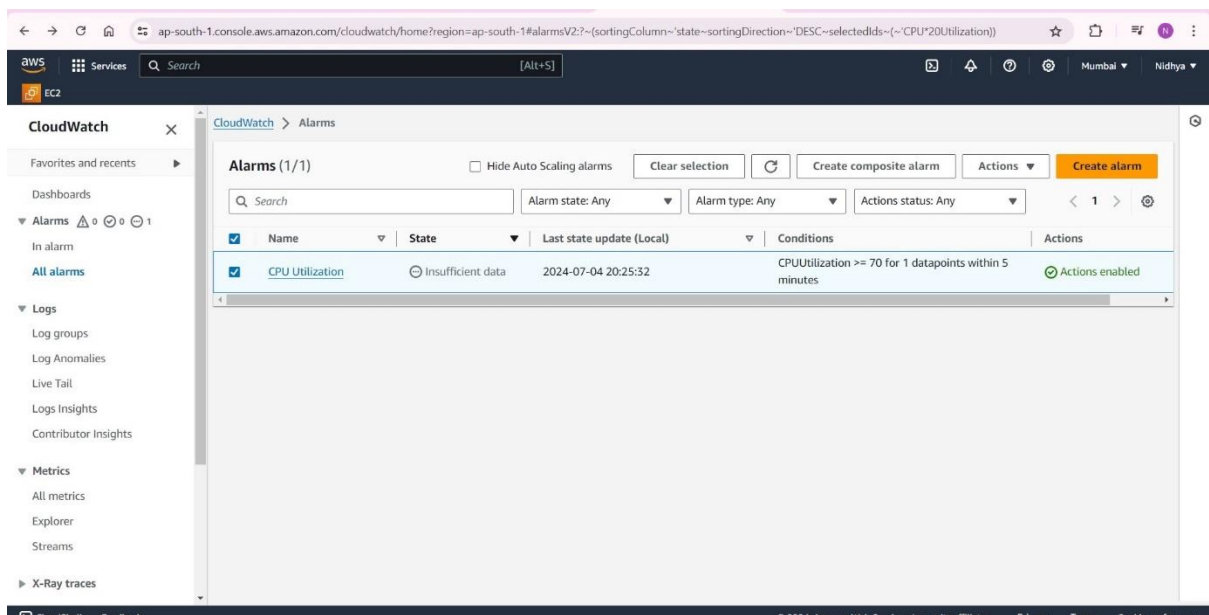 ap-south-1.console.aws.amazon.com/cloudwatch/home?region=ap-south-1#alarmsV2:?~(sortingColumn~'state~sortingDirection~'DESC~selectedIds~(~'CPU*20Utilization))
N
aws Services Search [Alt+S] Mumbai Nidhya
EC2
CloudWatch
CloudWatch > Alarms
Favorites and recents
Alarms (1/1) Hide Auto Scaling alarms Clear selection Create composite alarm Actions Create alarm
Dashboards
Search Alarm state: Any Alarm type: Any Actions status: Any < 1 >
Alarms 0 0 1
Name State Last state update (Local) Conditions Actions
In alarm
All alarms
CPU Utilization Insufficient data 2024-07-04 20:25:32 CPUUtilization >= 70 for 1 datapoints within 5
minutes
Actions enabled
Logs
Log groups
Log Anomalies
Live Tail
Logs Insights
Contributor Insights
Metrics
All metrics
Explorer
Streams
X-Ray traces